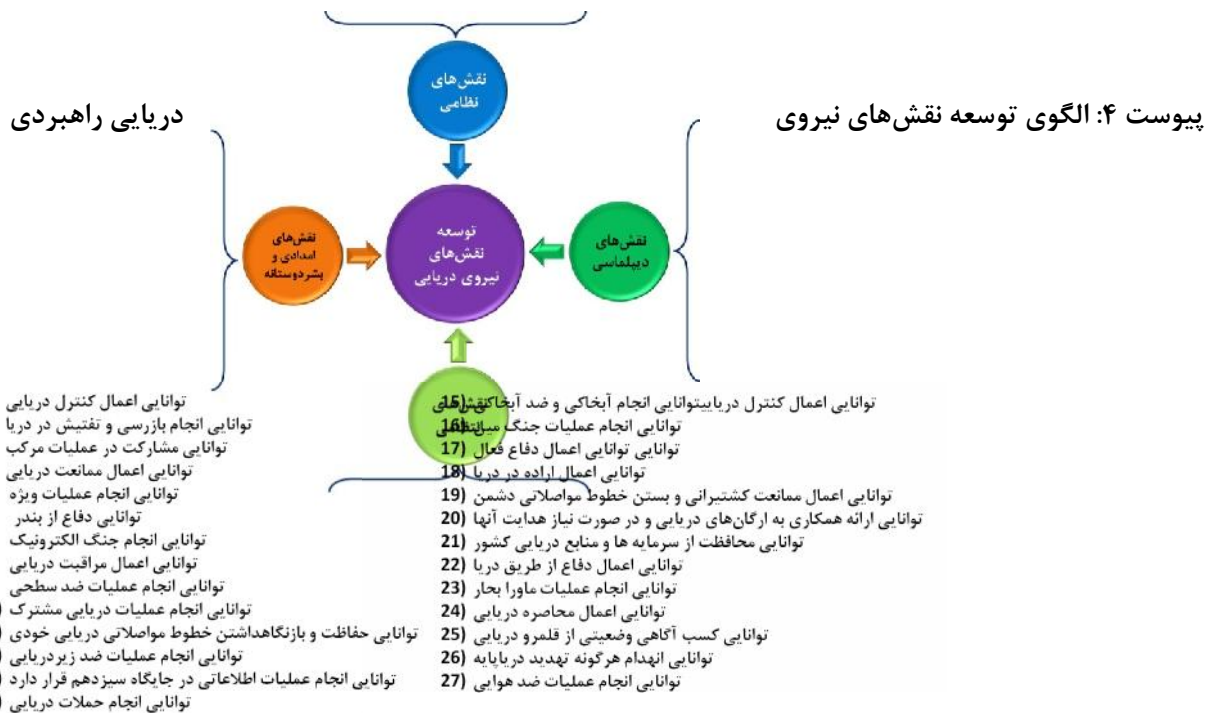 پیوست ۴: الگوی توسعه نقش‌های نیروی دریایی راهبردی
نقش‌های
نظامی
نقش‌های
دیپلماسی
توسعه
نقش‌های
نیروی دریایی
نقش‌های
امدادی و
بشردوستانه
نقش‌های
توانایی اعمال کنترل دریاییتوانایی انجام آبخاکی و ضد آبخاکی (15
توانایی انجام عملیات جنگ مین (16
توانایی توانایی اعمال دفاع فعال (17
توانایی اعمال اراده در دریا (18
توانایی اعمال ممانعت کشتیرانی و بستن خطوط مواصلاتی دشمن (19
توانایی ارائه همکاری به ارگان‌های دریایی و در صورت نیاز هدایت آنها (20
توانایی محافظت از سرمایه ها و منابع دریایی کشور (21
توانایی اعمال دفاع از طریق دریا (22
توانایی انجام عملیات ماورا بحار (23
توانایی اعمال محاصره دریایی (24
توانایی کسب آگاهی وضعیتی از قلمرو دریایی (25
توانایی انهدام هرگونه تهدید دریاپایه (26
توانایی انجام عملیات ضد هوایی (27
توانایی اعمال کنترل دریایی
توانایی انجام بازرسی و تفتیش در دریا
توانایی مشارکت در عملیات مرکب
توانایی اعمال ممانعت دریایی
توانایی انجام عملیات ویژه
توانایی دفاع از بندر
توانایی انجام جنگ الکترونیک
توانایی اعمال مراقبت دریایی
توانایی انجام عملیات ضد سطحی
توانایی انجام عملیات دریایی مشترک (
توانایی حفاظت و بازنگاهداشتن خطوط مواصلاتی دریایی خودی (
توانایی انجام عملیات ضد زیردریایی (
توانایی انجام عملیات اطلاعاتی در جایگاه سیزدهم قرار دارد (
توانایی انجام حملات دریایی (